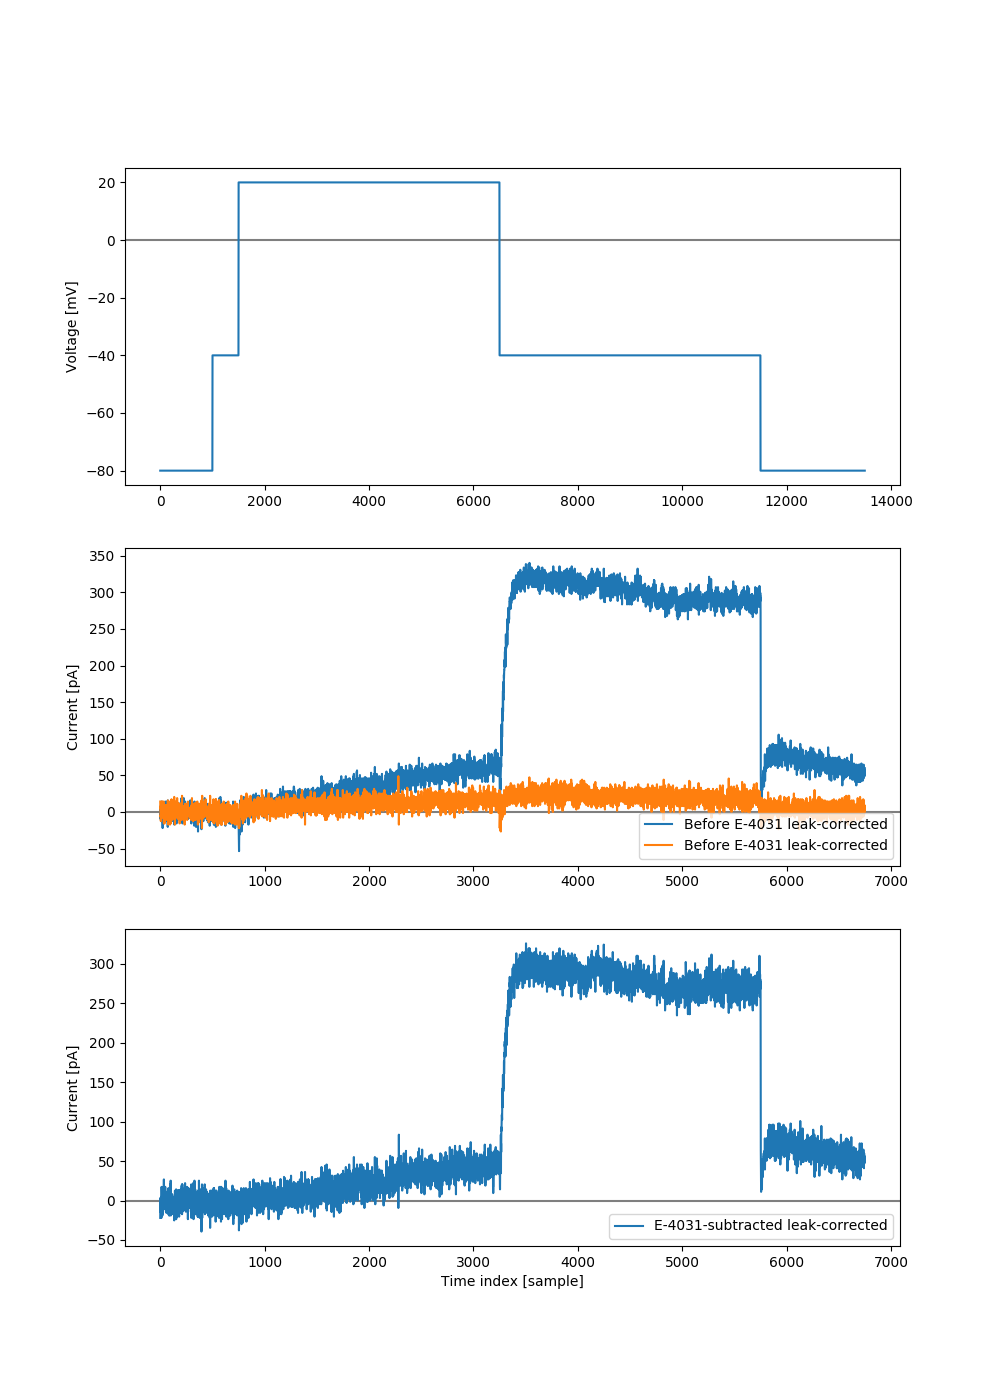 20
0
−20
−40
−60
−80
Voltage [mV]
0 2000 4000 6000 8000 10000 12000 14000
350
300
250
200
150
100
50
0
−50
Current [pA]
Before E-4031 leak-corrected
Before E-4031 leak-corrected
0 1000 2000 3000 4000 5000 6000 7000
300
250
200
150
100
50
0
−50
Current [pA]
E-4031-subtracted leak-corrected
0 1000 2000 3000 4000 5000 6000 7000
Time index [sample]